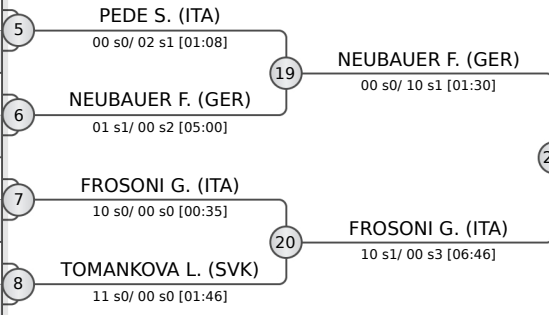 PEDE S. (ITA)
5
00 s0/ 02 s1 [01:08]
19
NEUBAUER F. (GER)
00 s0/ 10 s1 [01:30]
NEUBAUER F. (GER)
6
01 s1/ 00 s2 [05:00]
FROSONI G. (ITA)
7
10 s0/ 00 s0 [00:35]
20
FROSONI G. (ITA)
10 s1/ 00 s3 [06:46]
TOMANKOVA L. (SVK)
8
11 s0/ 00 s0 [01:46]